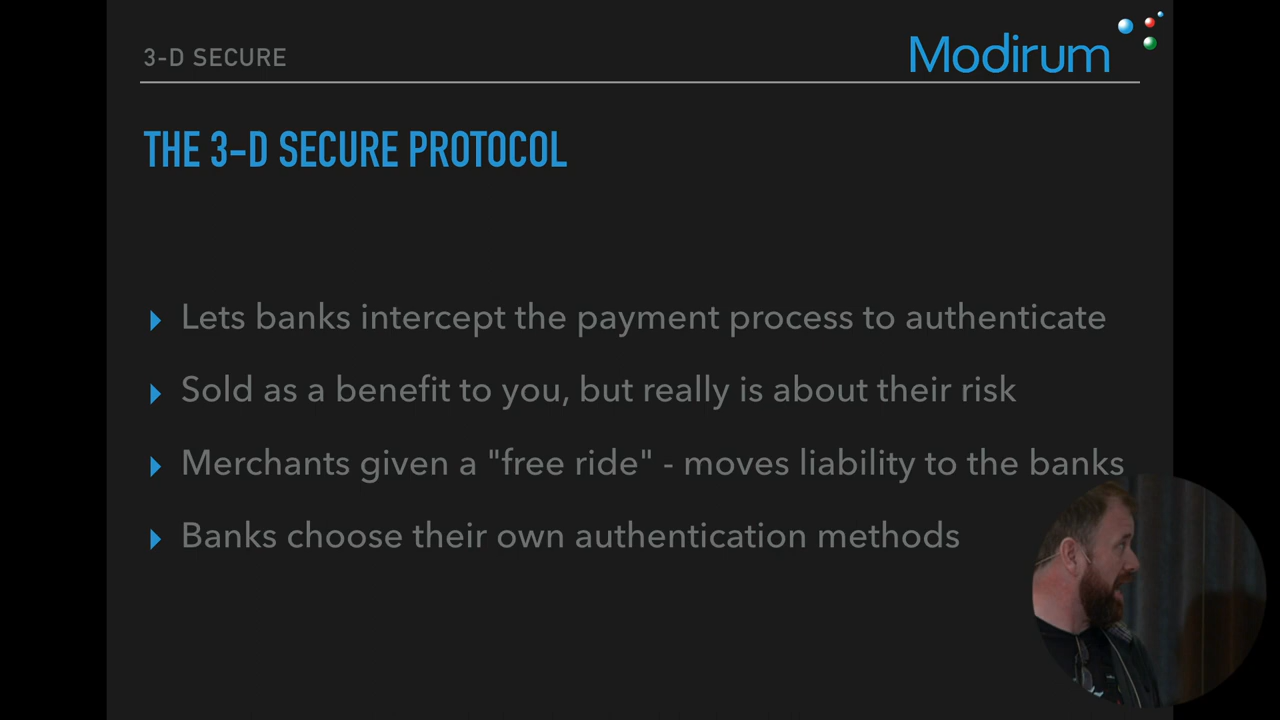 3-D SECURE
Modirum
THE 3-D SECURE PROTOCOL
Lets banks intercept the payment process to authenticate
Sold as a benefit to you, but really is about their risk
Merchants given a "free ride" - moves liability to the banks
Banks choose their own authentication methods